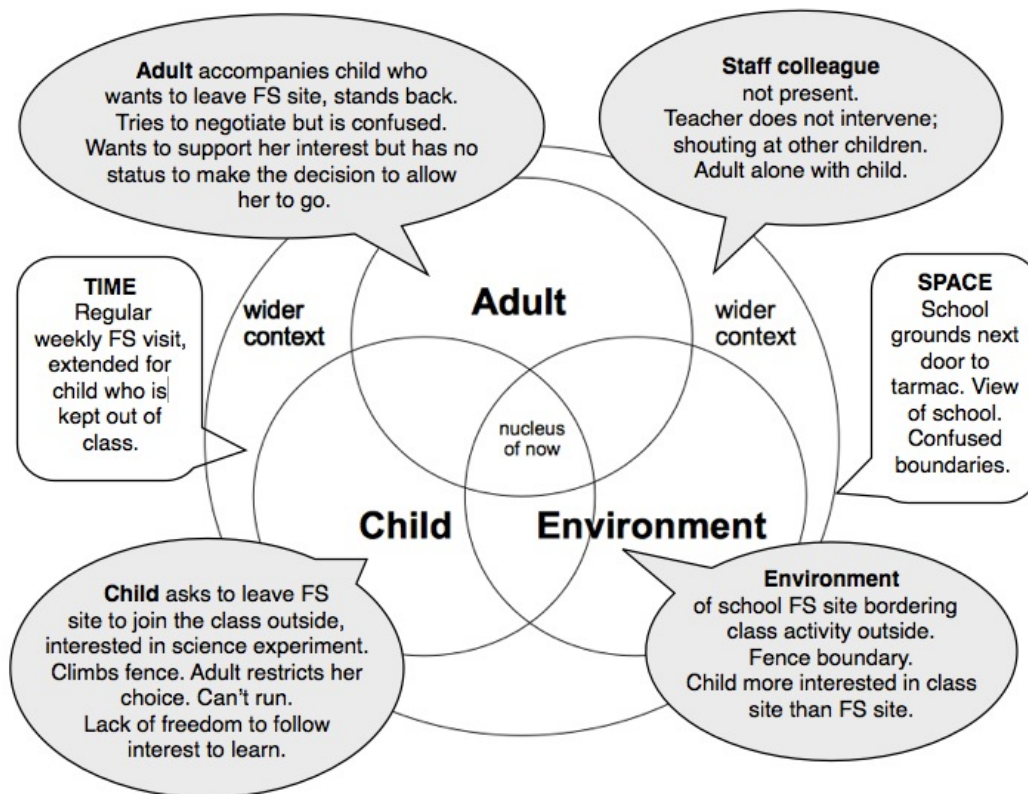 Adult accompanies child who
wants to leave FS site, stands back.
Tries to negotiate but is confused.
Wants to support her interest but has no
status to make the decision to allow
her to go.
Staff colleague
not present.
Teacher does not intervene;
shouting at other children.
Adult alone with child.
TIME
Regular
weekly FS visit,
extended for
child who is
kept out of
class.
wider
context
Adult
wider
context
SPACE
School
grounds next
door to
tarmac. View
of school.
Confused
boundaries.
nucleus
of now
Child
Environment
Child asks to leave FS
site to join the class outside,
interested in science experiment.
Climbs fence. Adult restricts her
choice. Can't run.
Lack of freedom to follow
interest to learn.
Environment
of school FS site bordering
class activity outside.
Fence boundary.
Child more interested in class
site than FS site.